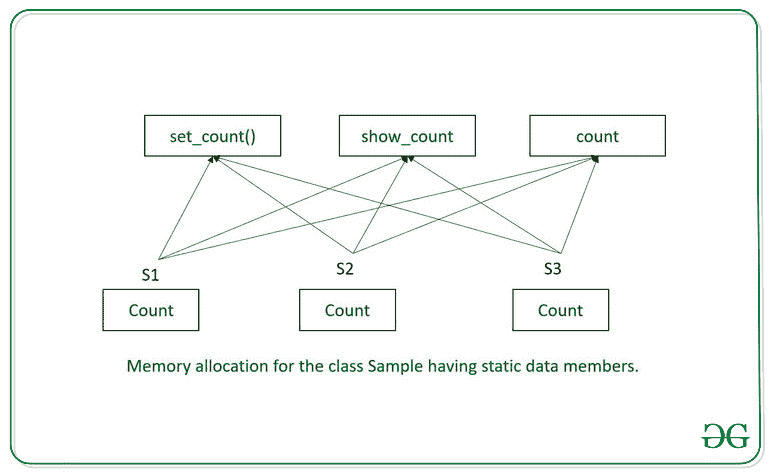 set_count()
show_count
count
S1
S2
S3
Count
Count
Count
Memory allocation for the class Sample having static data members.